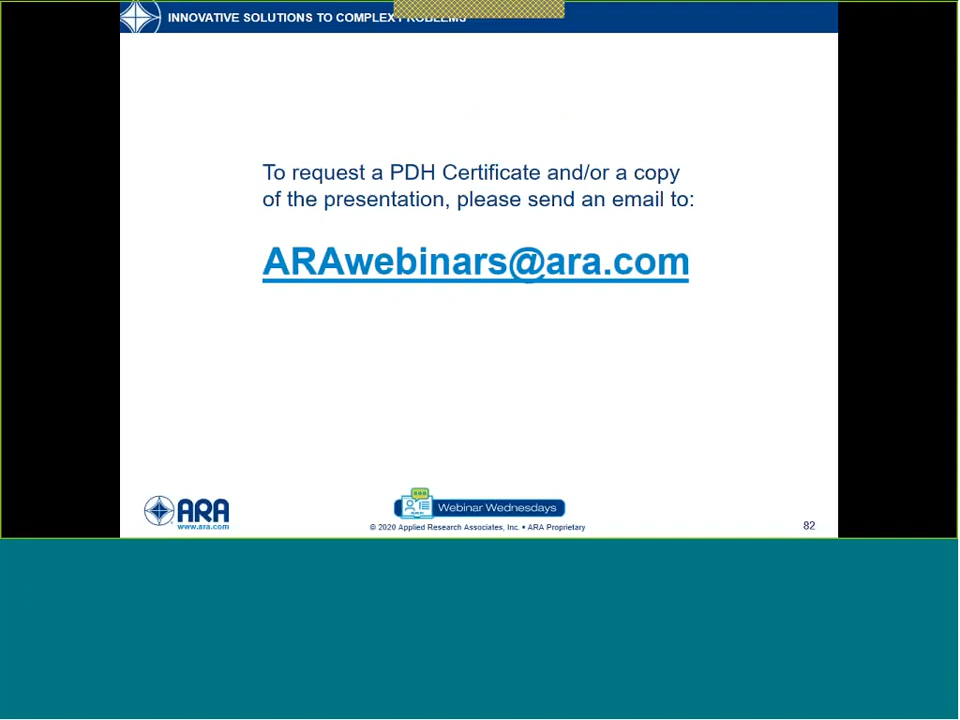 INNOVATIVE SOLUTIONS TO COMPLEX PROBLEMS
To request a PDH Certificate and/or a copy
of the presentation, please send an email to:
ARAwebinars@ara.com
ARA
www.ara.com
Webinar Wednesdays
© 2020 Applied Research Associates, Inc. • ARA Proprietary
82